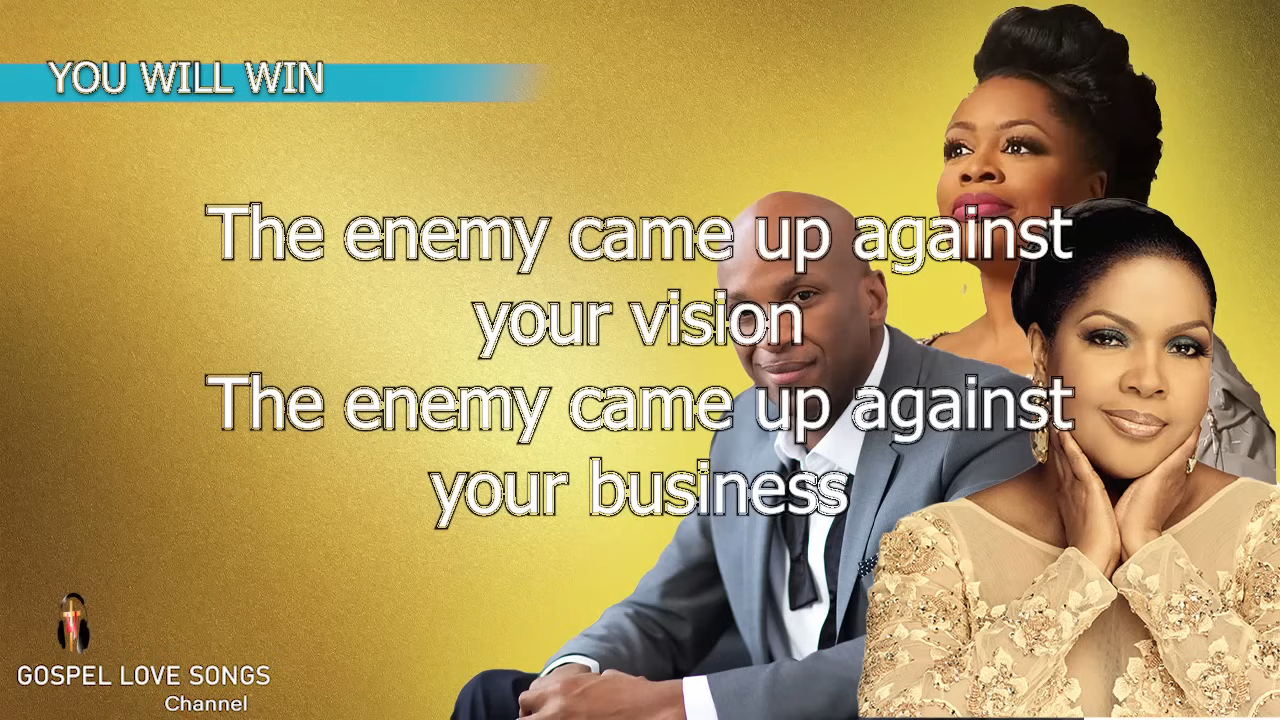 YOU WILL WIN
The enemy came up against
your vision
The enemy came up against
your business
GOSPEL LOVE SONGS
Channel